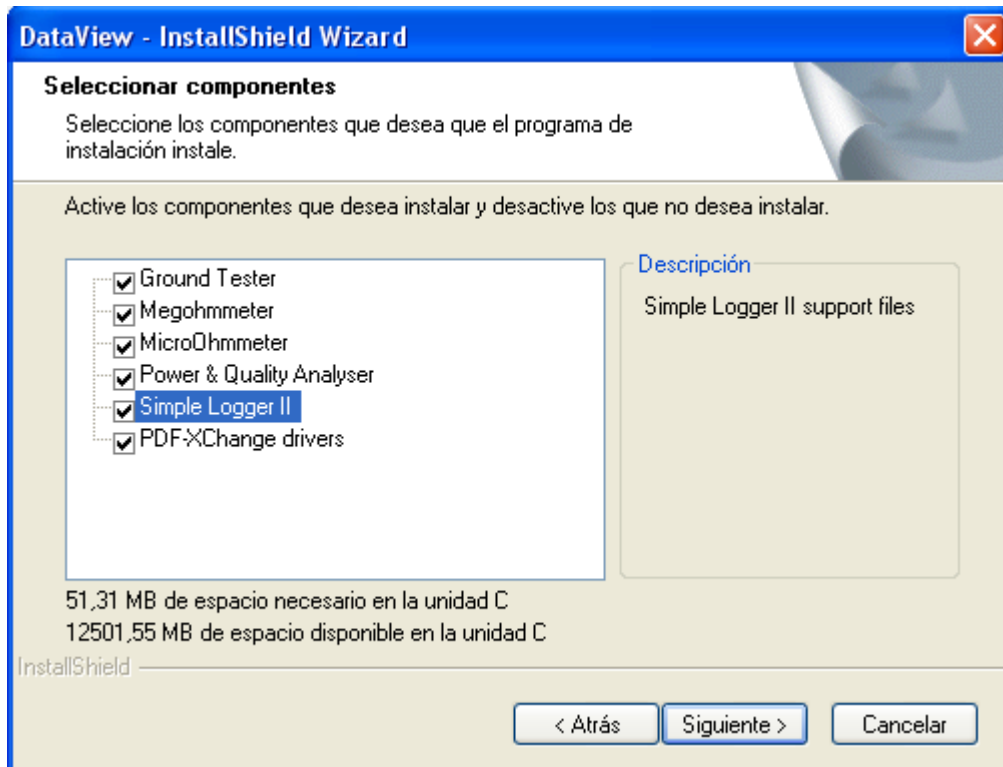 DataView - InstallShield Wizard
Seleccionar componentes
Seleccione los componentes que desea que el programa de
instalación instale.
Active los componentes que desea instalar y desactive los que no desea instalar.
Ground Tester
Megohmmeter
MicroOhmmeter
Power & Quality Analyser
Simple Logger II
PDF-XChange drivers
Descripción
Simple Logger II support files
51,31 MB de espacio necesario en la unidad C
12501,55 MB de espacio disponible en la unidad C
InstallShield
< Atrás
Siguiente >
Cancelar